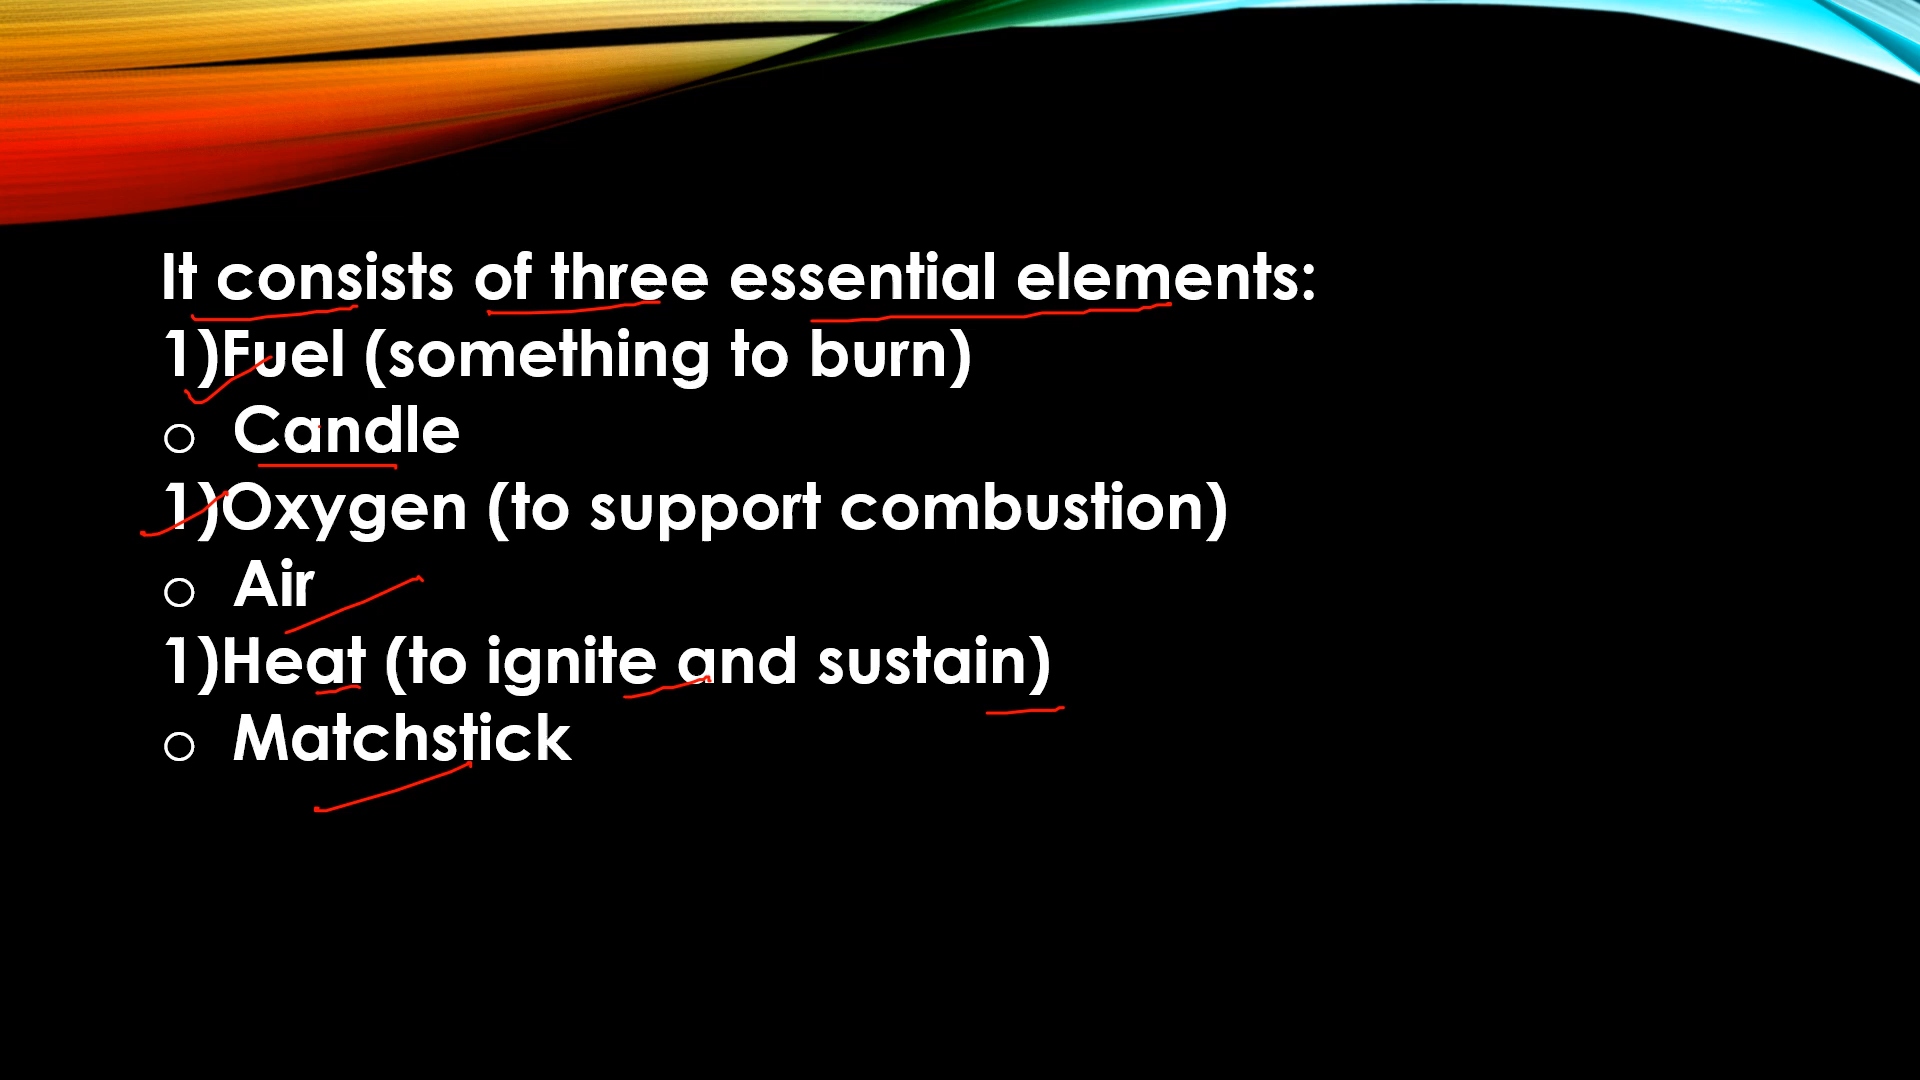 It consists of three essential elements:
1)Fuel (something to burn)
o Candle
1)Oxygen (to support combustion)
o Air
1)Heat (to ignite and sustain)
o Matchstick